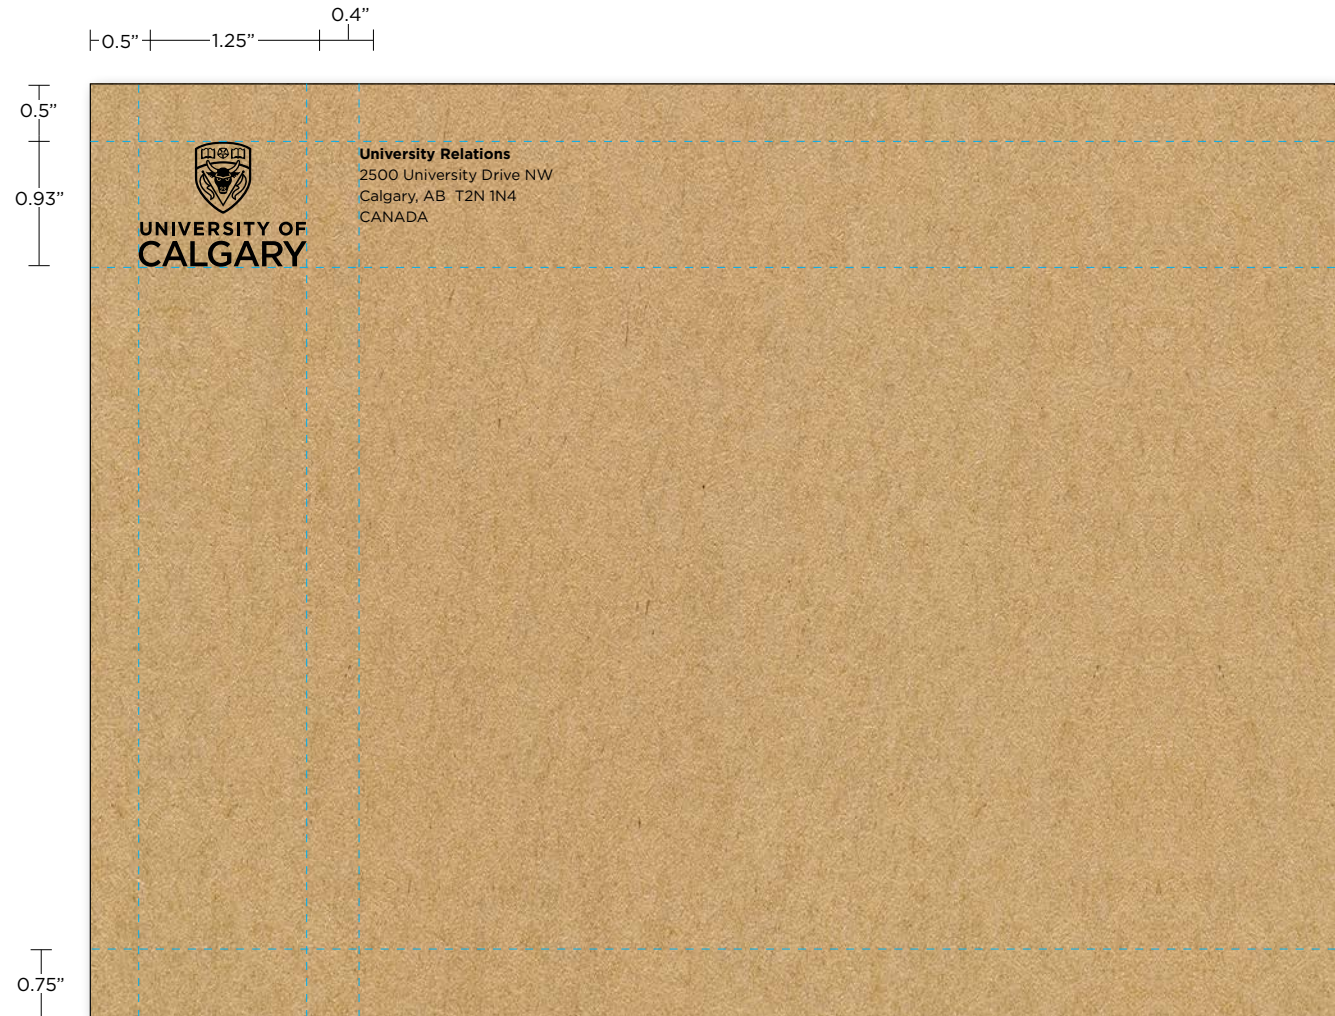 0.4”
0.5”
1.25”
0.5”
0.93”
University Relations
2500 University Drive NW
Calgary, AB  T2N 1N4
CANADA
UNIVERSITY OF
CALGARY
0.75”